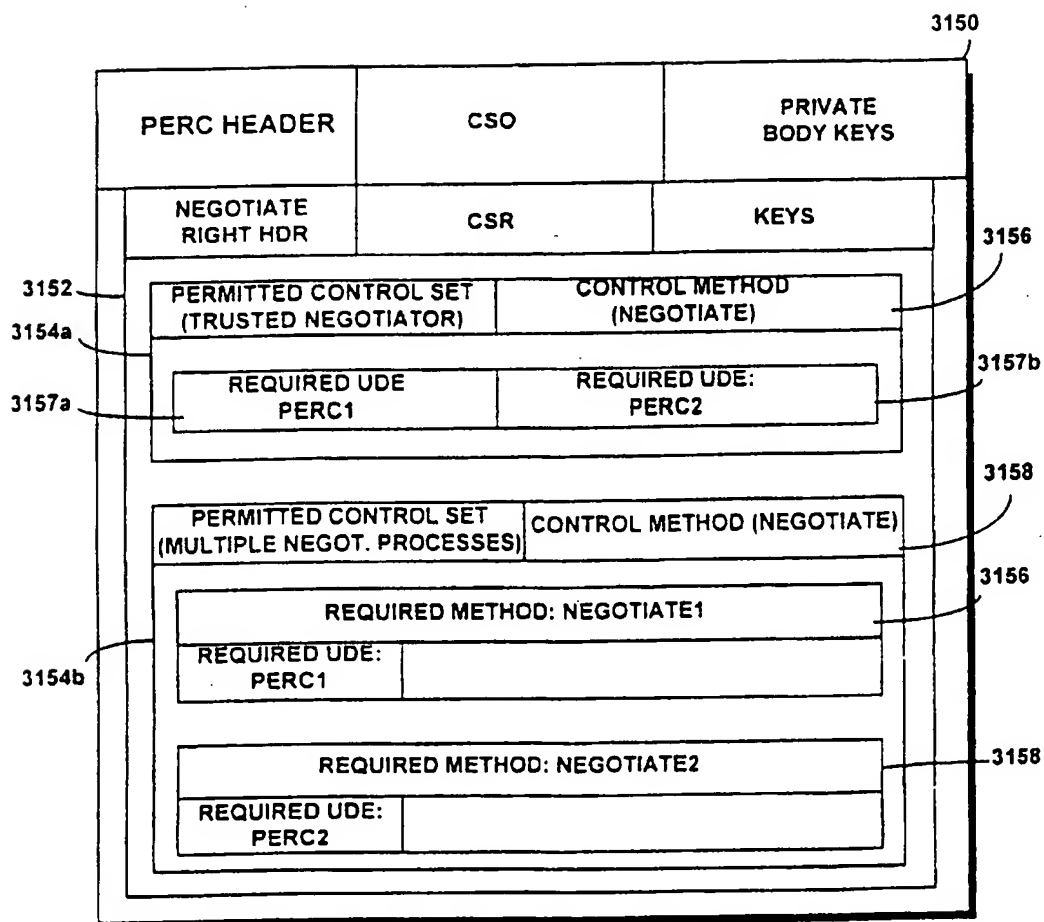 3150
PERC HEADER
CSO
PRIVATE
BODY KEYS
NEGOTIATE
RIGHT HDR
CSR
KEYS
3156
3152
PERMITTED CONTROL SET
(TRUSTED NEGOTIATOR)
CONTROL METHOD
(NEGOTIATE)
3154a
REQUIRED UDE
PERC1
REQUIRED UDE:
PERC2
3157b
3157a
3158
PERMITTED CONTROL SET
(MULTIPLE NEGOT. PROCESSES)
CONTROL METHOD (NEGOTIATE)
3156
REQUIRED METHOD: NEGOTIATE1
REQUIRED UDE:
PERC1
3154b
REQUIRED METHOD: NEGOTIATE2
3158
REQUIRED UDE:
PERC2